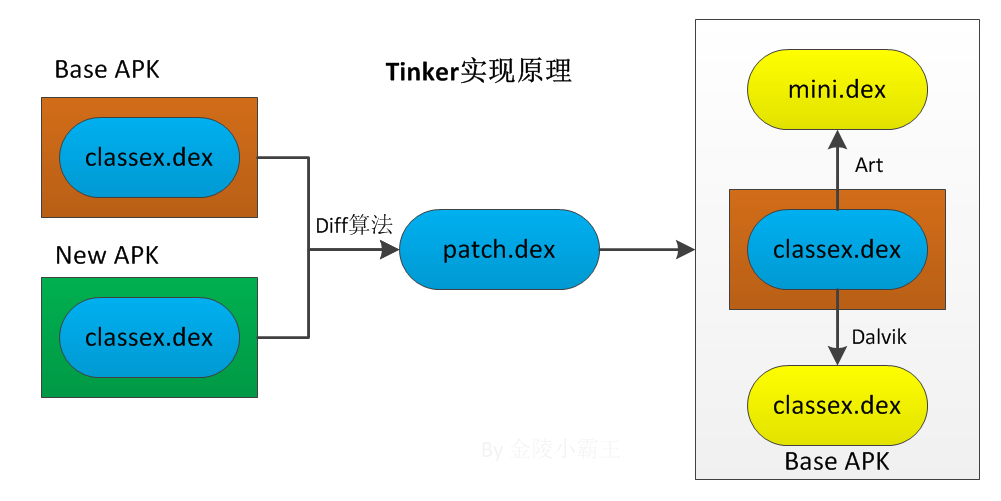 Tinker实现原理
Base APK
classex.dex
New APK
classex.dex
Diff算法
patch.dex
mini.dex
Art
classex.dex
Dalvik
classex.dex
Base APK
By 金陵小霸王